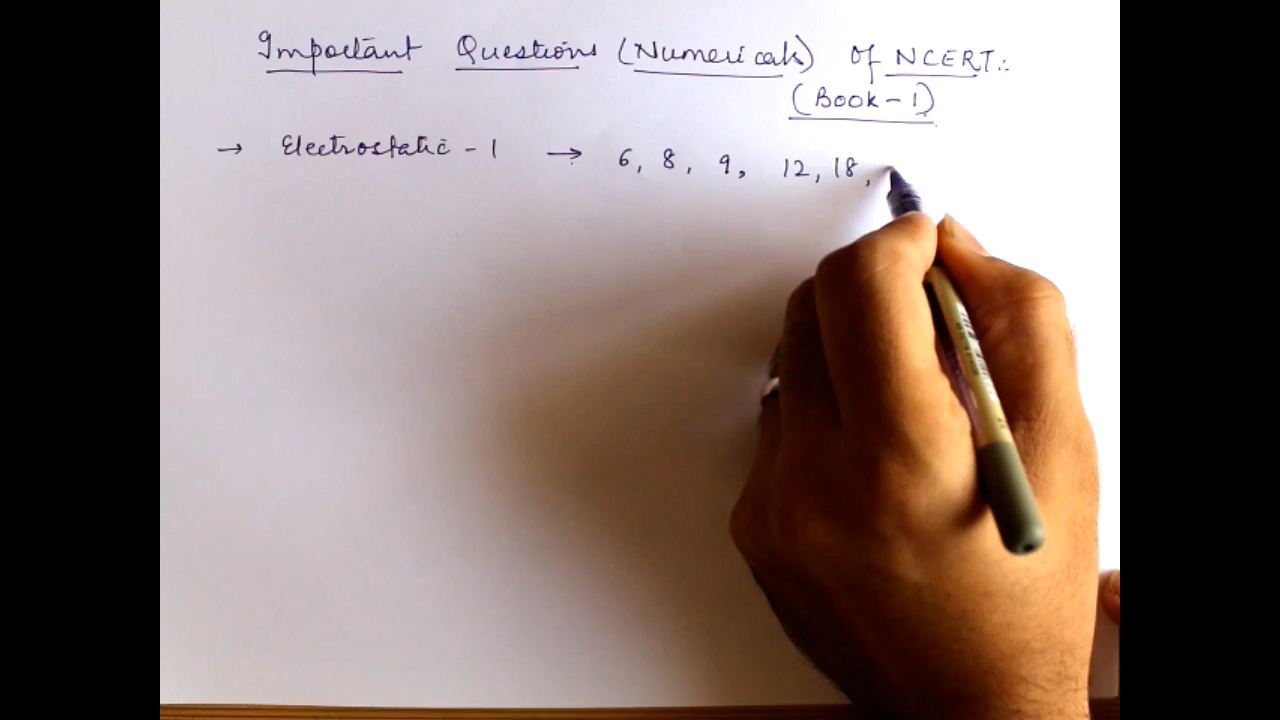 Important Questions (Numericals) Of NCERT:
(Book - 1)
→ Electrostatic - 1 → 6, 8, 9, 12, 18,